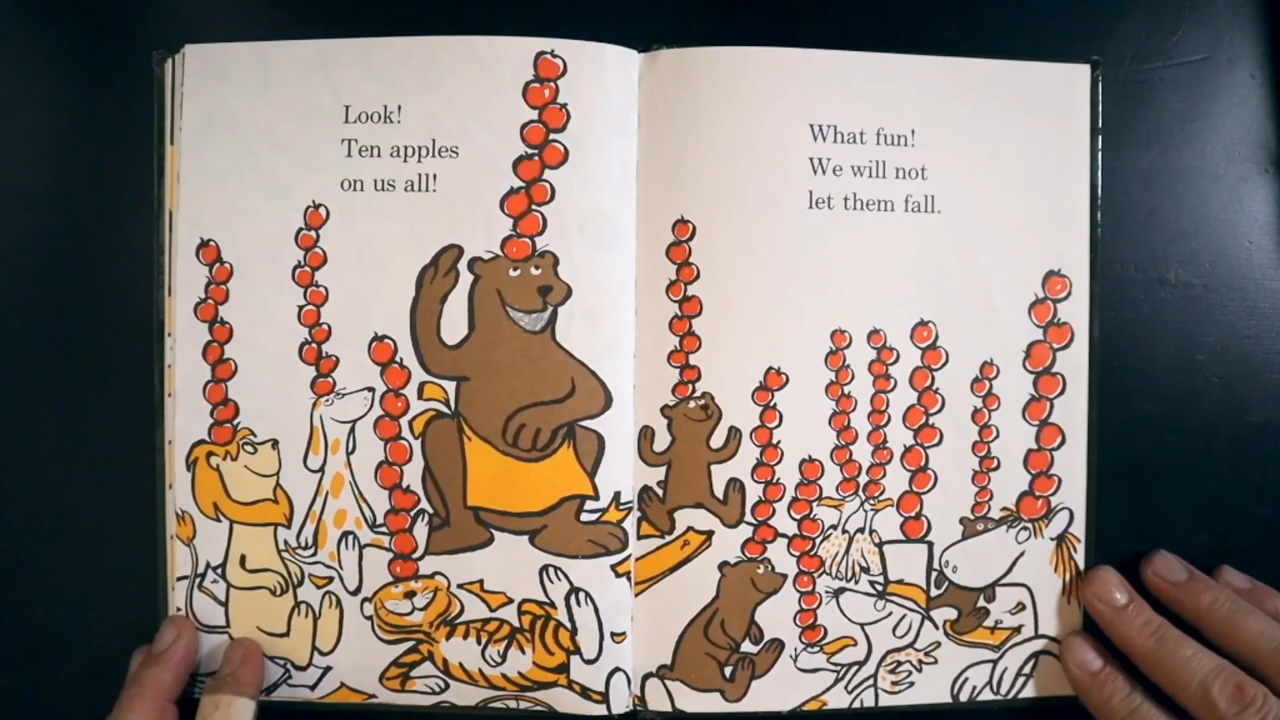 Look!
Ten apples
on us all!
What fun!
We will not
let them fall.